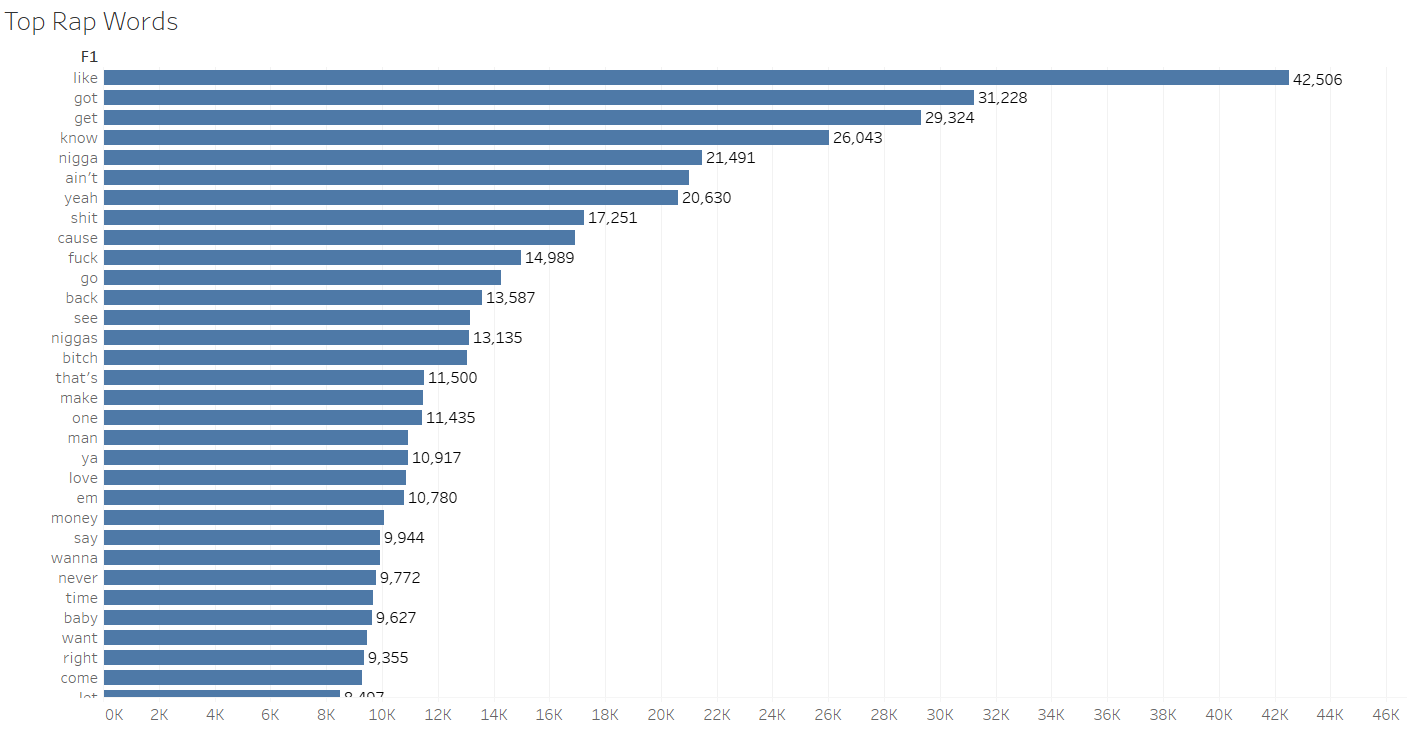 Top Rap Words
F1
like 42,506
got 31,228
get 29,324
know 26,043
nigga 21,491
ain't
yeah 20,630
shit 17,251
cause
fuck 14,989
go
back 13,587
see
niggas 13,135
bitch
that's 11,500
make
one 11,435
man
ya 10,917
love
em 10,780
money
say 9,944
wanna
never 9,772
time
baby 9,627
want
right 9,355
come
let
0K 2K 4K 6K 8K 10K 12K 14K 16K 18K 20K 22K 24K 26K 28K 30K 32K 34K 36K 38K 40K 42K 44K 46K